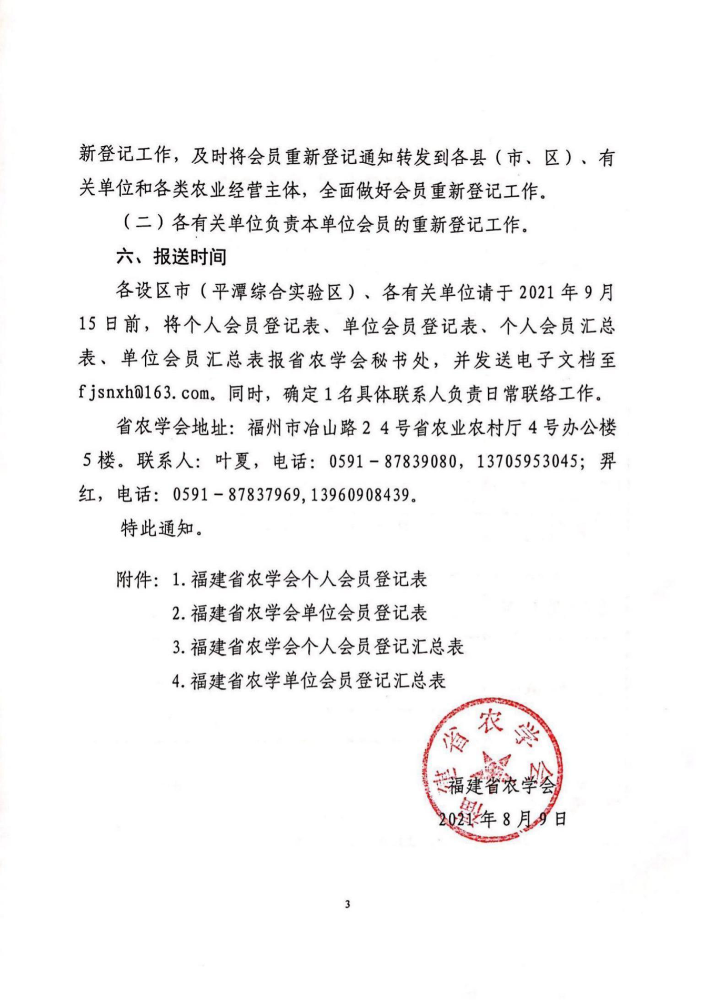 新登记工作，及时将会员重新登记通知转发到各县（市、区）、有
关单位和各类农业经营主体，全面做好会员重新登记工作。
（二）各有关单位负责本单位会员的重新登记工作。
六、报送时间
各设区市（平潭综合实验区）、各有关单位请于2021年9月
15日前，将个人会员登记表、单位会员登记表、个人会员汇总
表、单位会员汇总表报省农学会秘书处，并发送电子文档至
fjsnxh@163.com。同时，确定1名具体联系人负责日常联络工作。
省农学会地址：福州市冶山路24号省农业农村厅4号办公楼
5楼。联系人：叶夏，电话：0591－87839080，13705953045；羿
红，电话：0591－87837969,13960908439。
特此通知。
附件：1.福建省农学会个人会员登记表
2.福建省农学会单位会员登记表
3.福建省农学会个人会员登记汇总表
4.福建省农学单位会员登记汇总表
福建省农学会
福建省农学会
2021年8月9日
3